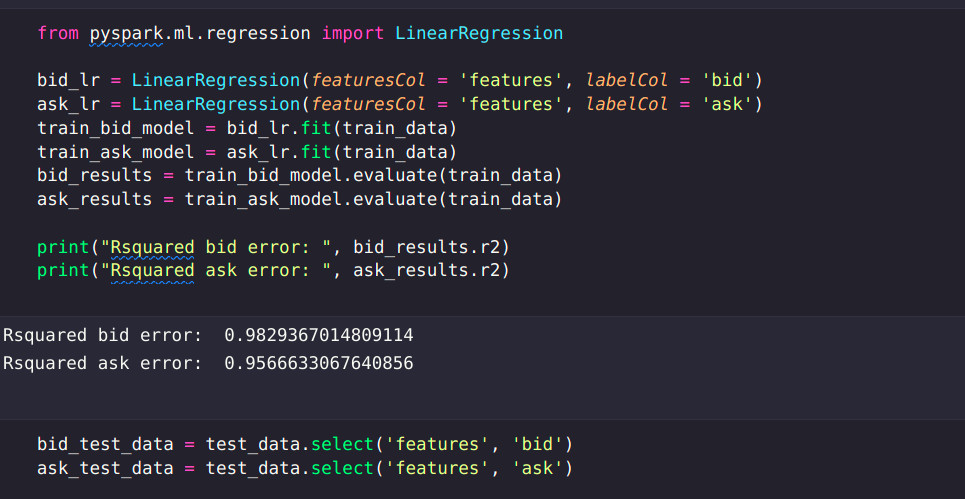 from pyspark.ml.regression import LinearRegression
bid_lr = LinearRegression(featuresCol = 'features', labelCol = 'bid')
ask_lr = LinearRegression(featuresCol = 'features', labelCol = 'ask')
train_bid_model = bid_lr.fit(train_data)
train_ask_model = ask_lr.fit(train_data)
bid_results = train_bid_model.evaluate(train_data)
ask_results = train_ask_model.evaluate(train_data)
print("Rsquared bid error: ", bid_results.r2)
print("Rsquared ask error: ", ask_results.r2)
Rsquared bid error:  0.9829367014809114
Rsquared ask error:  0.9566633067640856
bid_test_data = test_data.select('features', 'bid')
ask_test_data = test_data.select('features', 'ask')